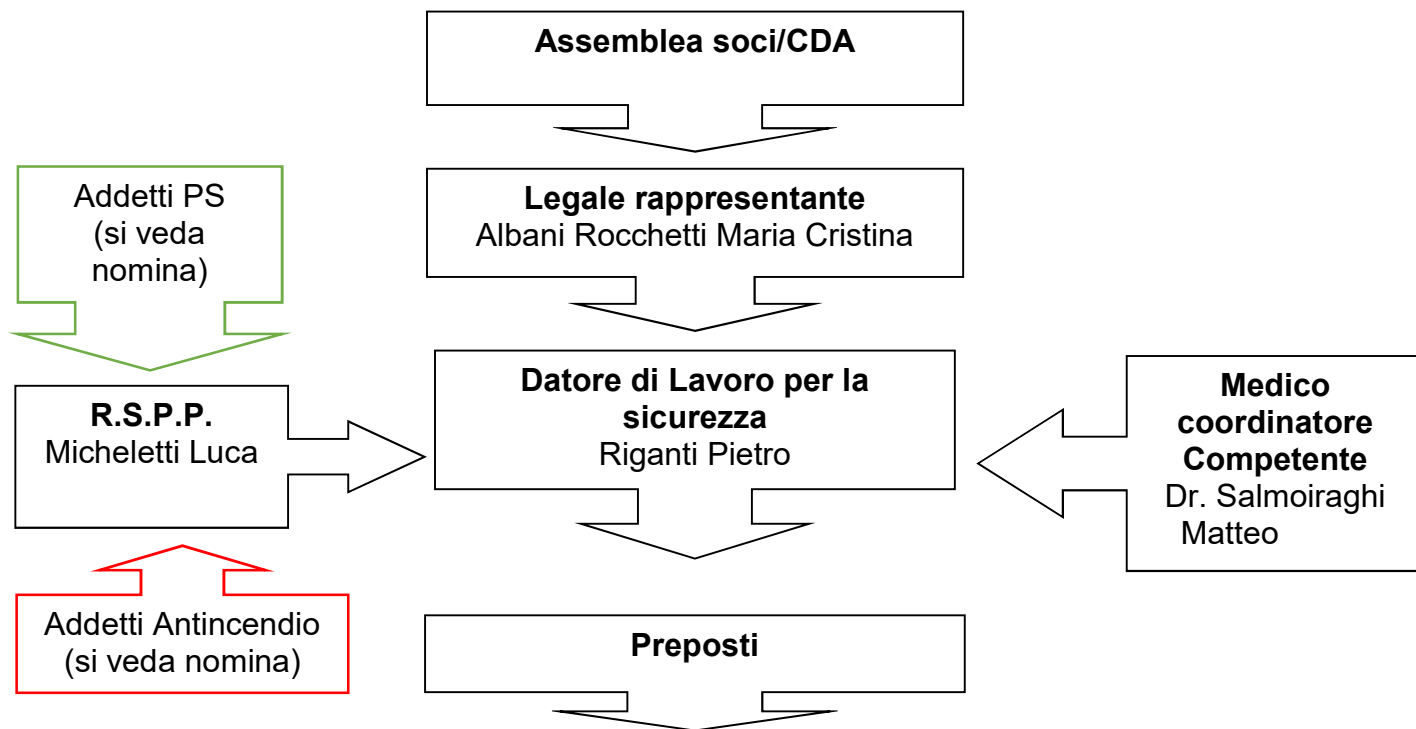 Assemblea soci/CDA
Legale rappresentante
Albani Rocchetti Maria Cristina
Addetti PS
(si veda
nomina)
R.S.P.P.
Micheletti Luca
Datore di Lavoro per la
sicurezza
Riganti Pietro
Medico
coordinatore
Competente
Dr. Salmoiraghi
Matteo
Addetti Antincendio
(si veda nomina)
Preposti